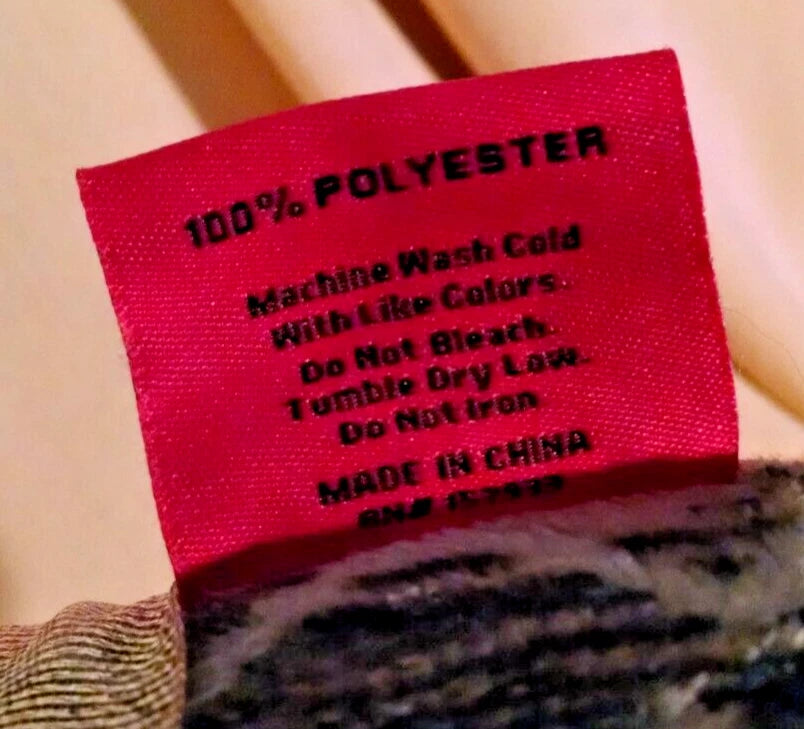 100% POLYESTER
Machine Wash Cold
With Like Colors.
Do Not Bleach.
Tumble Dry Low.
Do Not Iron
MADE IN CHINA
RN#